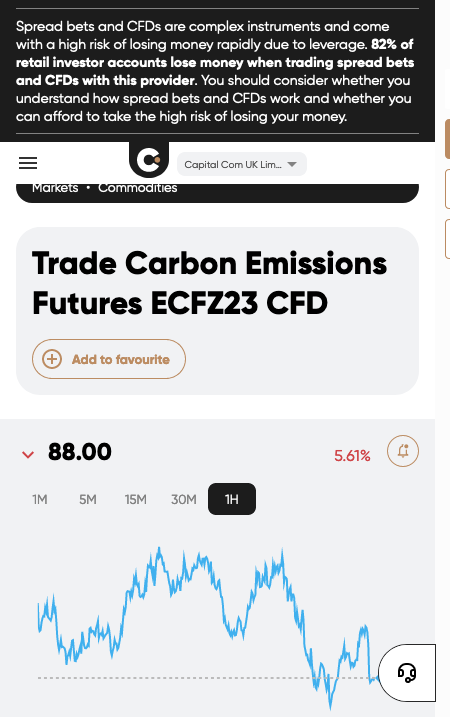 Spread bets and CFDs are complex instruments and come
with a high risk of losing money rapidly due to leverage. 82% of
retail investor accounts lose money when trading spread bets
and CFDs with this provider. You should consider whether you
understand how spread bets and CFDs work and whether you
can afford to take the high risk of losing your money.
Capital Com UK Lim...
Markets • Commodities
Trade Carbon Emissions
Futures ECFZ23 CFD
Add to favourite
88.00
5.61%
1M 5M 15M 30M 1H